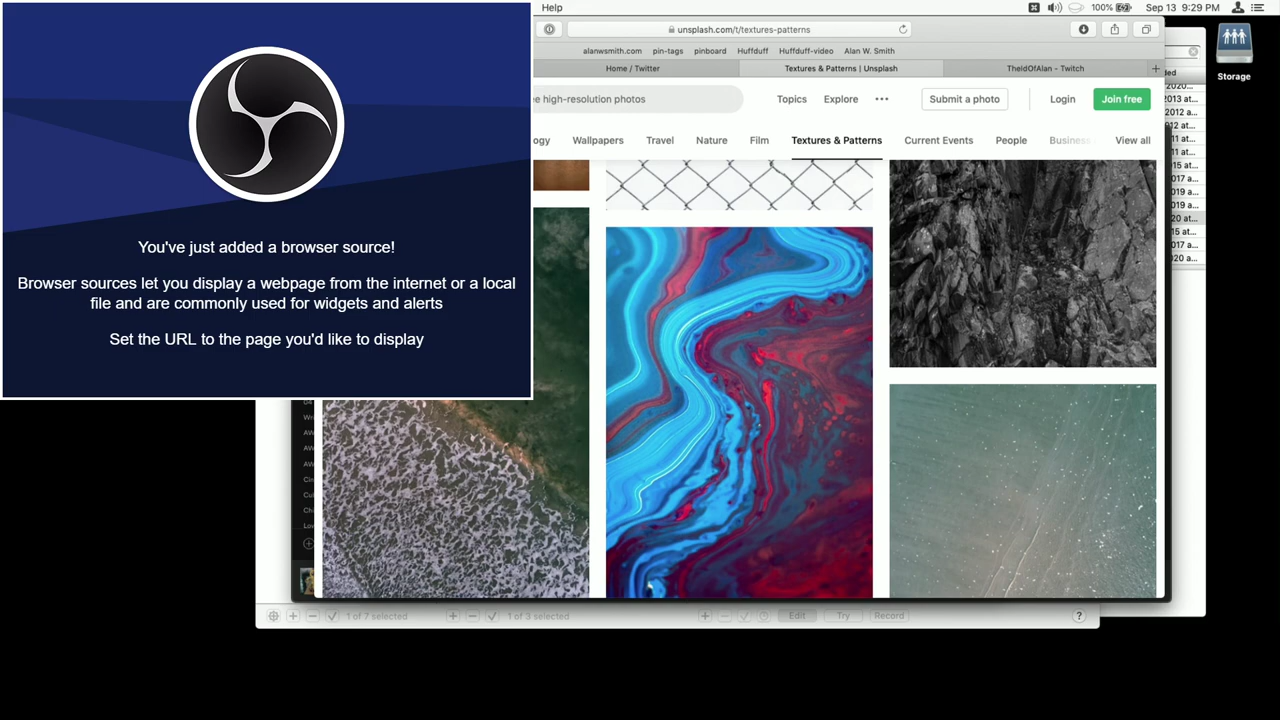 Help
100%
Sep 13 9:29 PM
unsplash.com/t/textures-patterns
alanwsmith.com pin-tags pinboard Huffduff Huffduff-video Alan W. Smith
Home / Twitter Textures & Patterns | Unsplash TheIdOfAlan - Twitch
high-resolution photos
Topics Explore ••• Submit a photo Login Join free
Wallpapers Travel Nature Film Textures & Patterns Current Events People Business View all
Storage
You've just added a browser source!
Browser sources let you display a webpage from the internet or a local
file and are commonly used for widgets and alerts
Set the URL to the page you'd like to display
1 of 7 selected 1 of 3 selected Edit Try Record ?